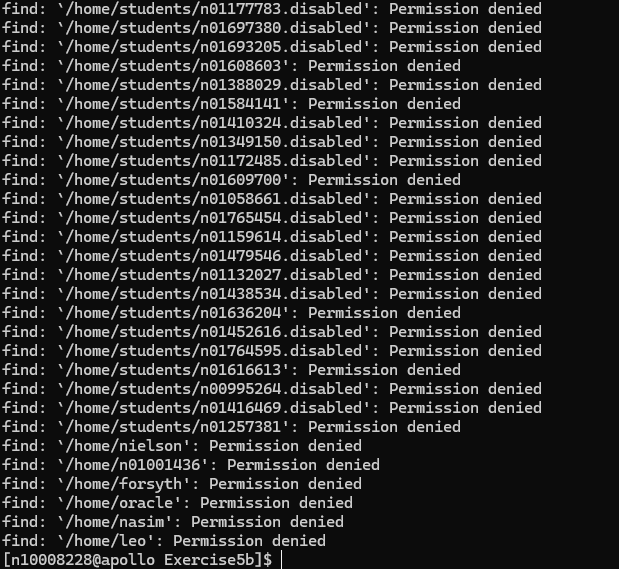 find: ‘/home/students/n01177783.disabled': Permission denied
find: ‘/home/students/n01697380.disabled': Permission denied
find: ‘/home/students/n01693205.disabled': Permission denied
find: ‘/home/students/n01608603': Permission denied
find: ‘/home/students/n01388029.disabled': Permission denied
find: ‘/home/students/n01584141': Permission denied
find: ‘/home/students/n01410324.disabled': Permission denied
find: ‘/home/students/n01349150.disabled': Permission denied
find: ‘/home/students/n01172485.disabled': Permission denied
find: ‘/home/students/n01609700': Permission denied
find: ‘/home/students/n01058661.disabled': Permission denied
find: ‘/home/students/n01765454.disabled': Permission denied
find: ‘/home/students/n01159614.disabled': Permission denied
find: ‘/home/students/n01479546.disabled': Permission denied
find: ‘/home/students/n01132027.disabled': Permission denied
find: ‘/home/students/n01438534.disabled': Permission denied
find: ‘/home/students/n01636204': Permission denied
find: ‘/home/students/n01452616.disabled': Permission denied
find: ‘/home/students/n01764595.disabled': Permission denied
find: ‘/home/students/n01616613': Permission denied
find: ‘/home/students/n00995264.disabled': Permission denied
find: ‘/home/students/n01416469.disabled': Permission denied
find: ‘/home/students/n01257381': Permission denied
find: ‘/home/nielson': Permission denied
find: ‘/home/n01001436': Permission denied
find: ‘/home/forsyth': Permission denied
find: ‘/home/oracle': Permission denied
find: ‘/home/nasim': Permission denied
find: ‘/home/leo': Permission denied
[n10008228@apollo Exercise5b]$